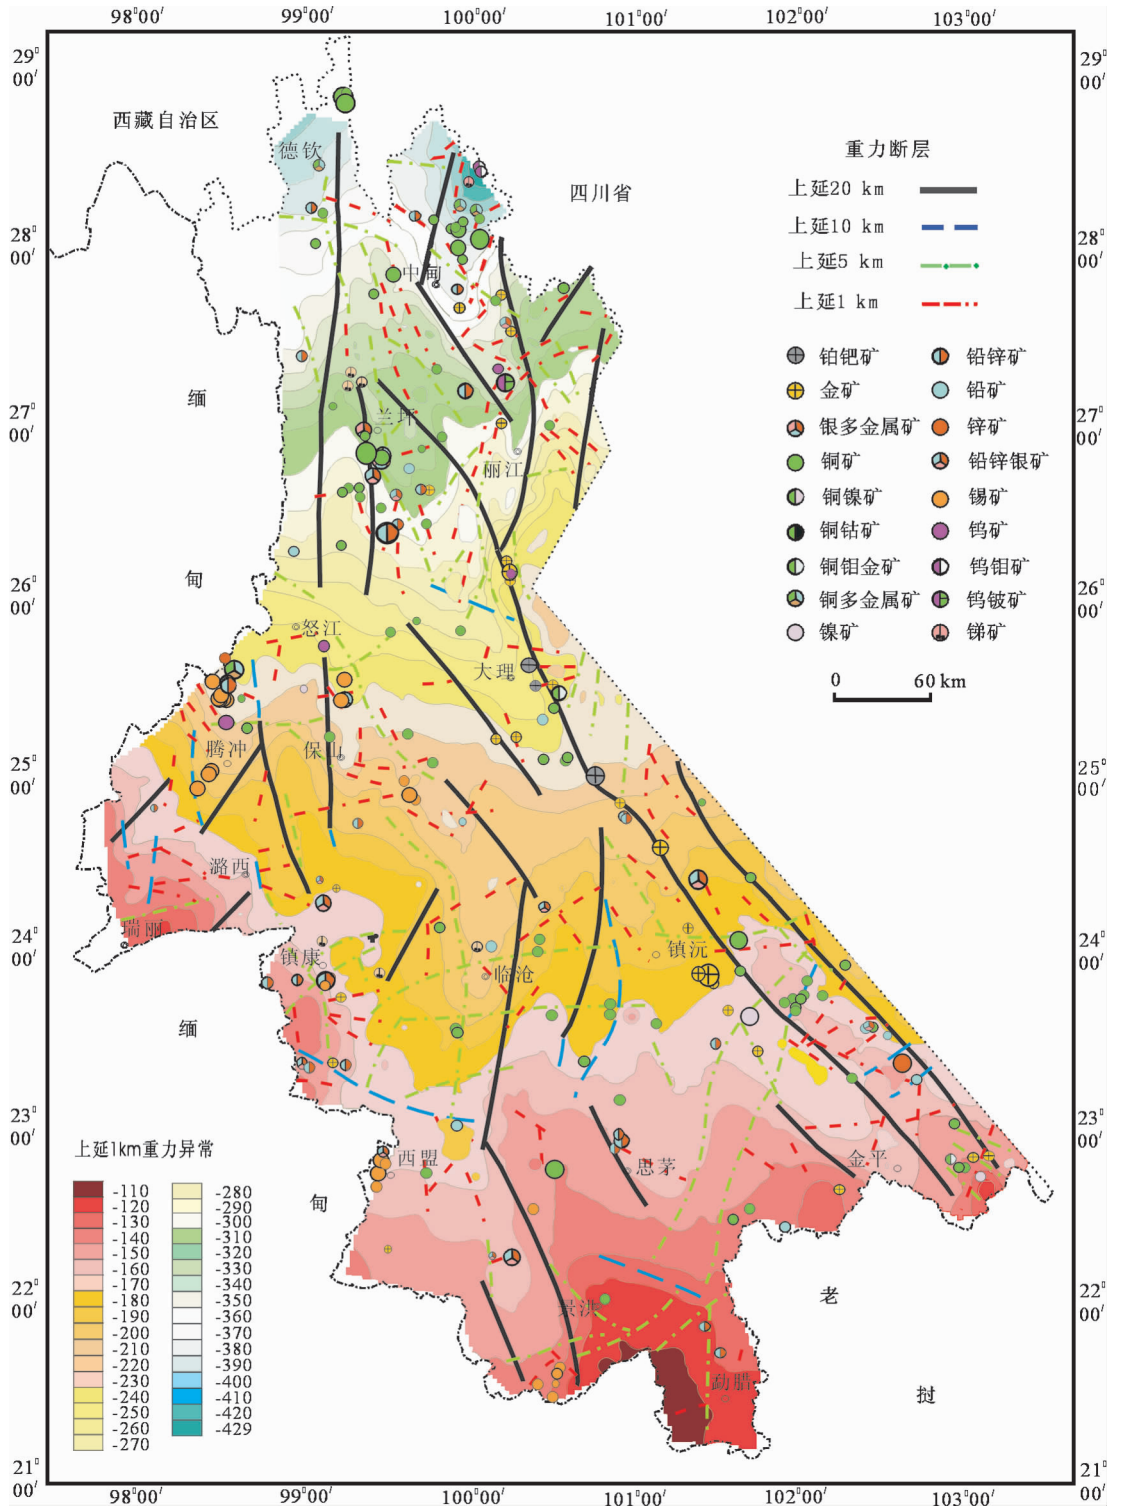 98°00′ 99°00′ 100°00′ 101°00′ 102°00′ 103°00′
29°
00′
29°
00′
西藏自治区
德钦
四川省
重力断层
上延20 km
上延10 km
上延5 km
上延1 km
28°
00′
28°
00′
中甸
铂钯矿
铅锌矿
金矿
铅矿
银多金属矿
锌矿
铜矿
铅锌银矿
铜镍矿
锡矿
铜钴矿
钨矿
铜钼金矿
钨钼矿
铜多金属矿
钨铍矿
镍矿
锑矿
0 60 km
缅
27°
00′
27°
00′
兰坪
丽江
甸
26°
00′
26°
00′
怒江
大理
腾冲
保山
25°
00′
25°
00′
潞西
瑞丽
24°
00′
24°
00′
镇康
临沧
镇沅
缅
23°
00′
23°
00′
西盟
思茅
金平
甸
上延1km重力异常
-110
-120
-130
-140
-150
-160
-170
-180
-190
-200
-210
-220
-230
-240
-250
-260
-270
-280
-290
-300
-310
-320
-330
-340
-350
-360
-370
-380
-390
-400
-410
-420
-429
22°
00′
22°
00′
景洪
勐腊
老
挝
21°
00′
21°
00′
98°00′ 99°00′ 100°00′ 101°00′ 102°00′ 103°00′